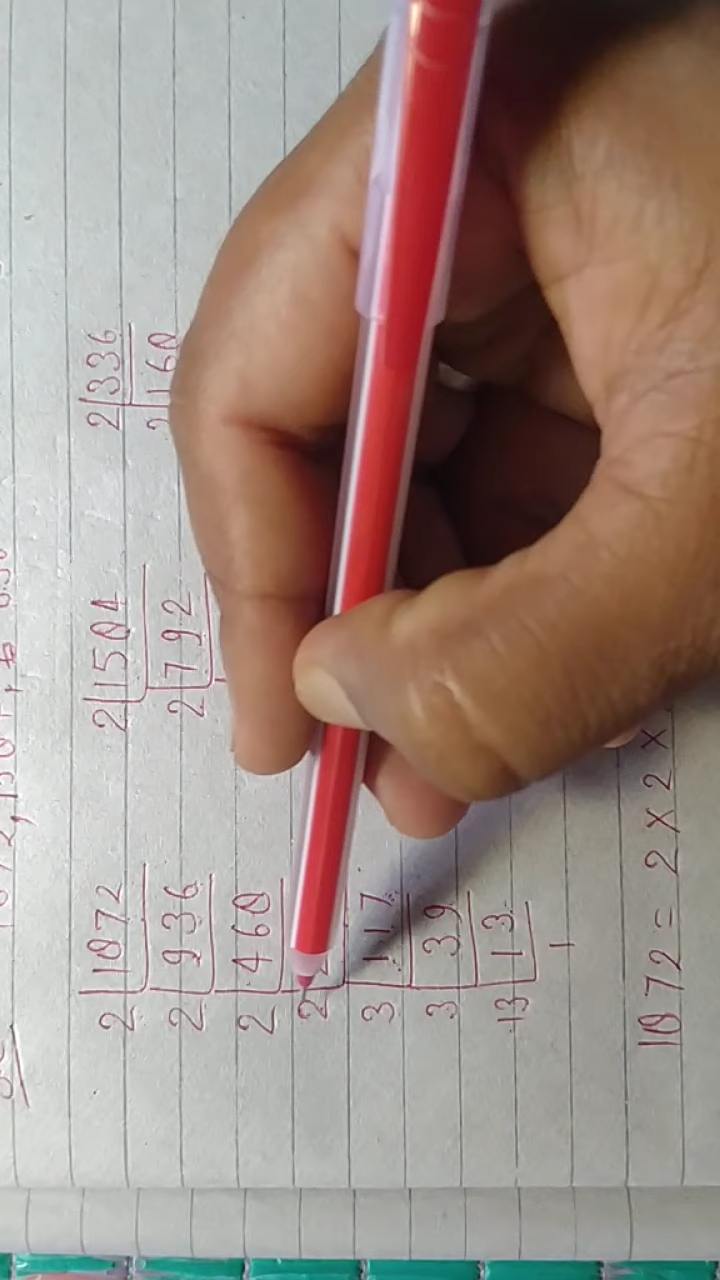 2 1872 2 1584 2 336
2 936 2 792 2 168
2 468
2
3 117
3 39
13 13
1
1872 = 2 × 2 ×